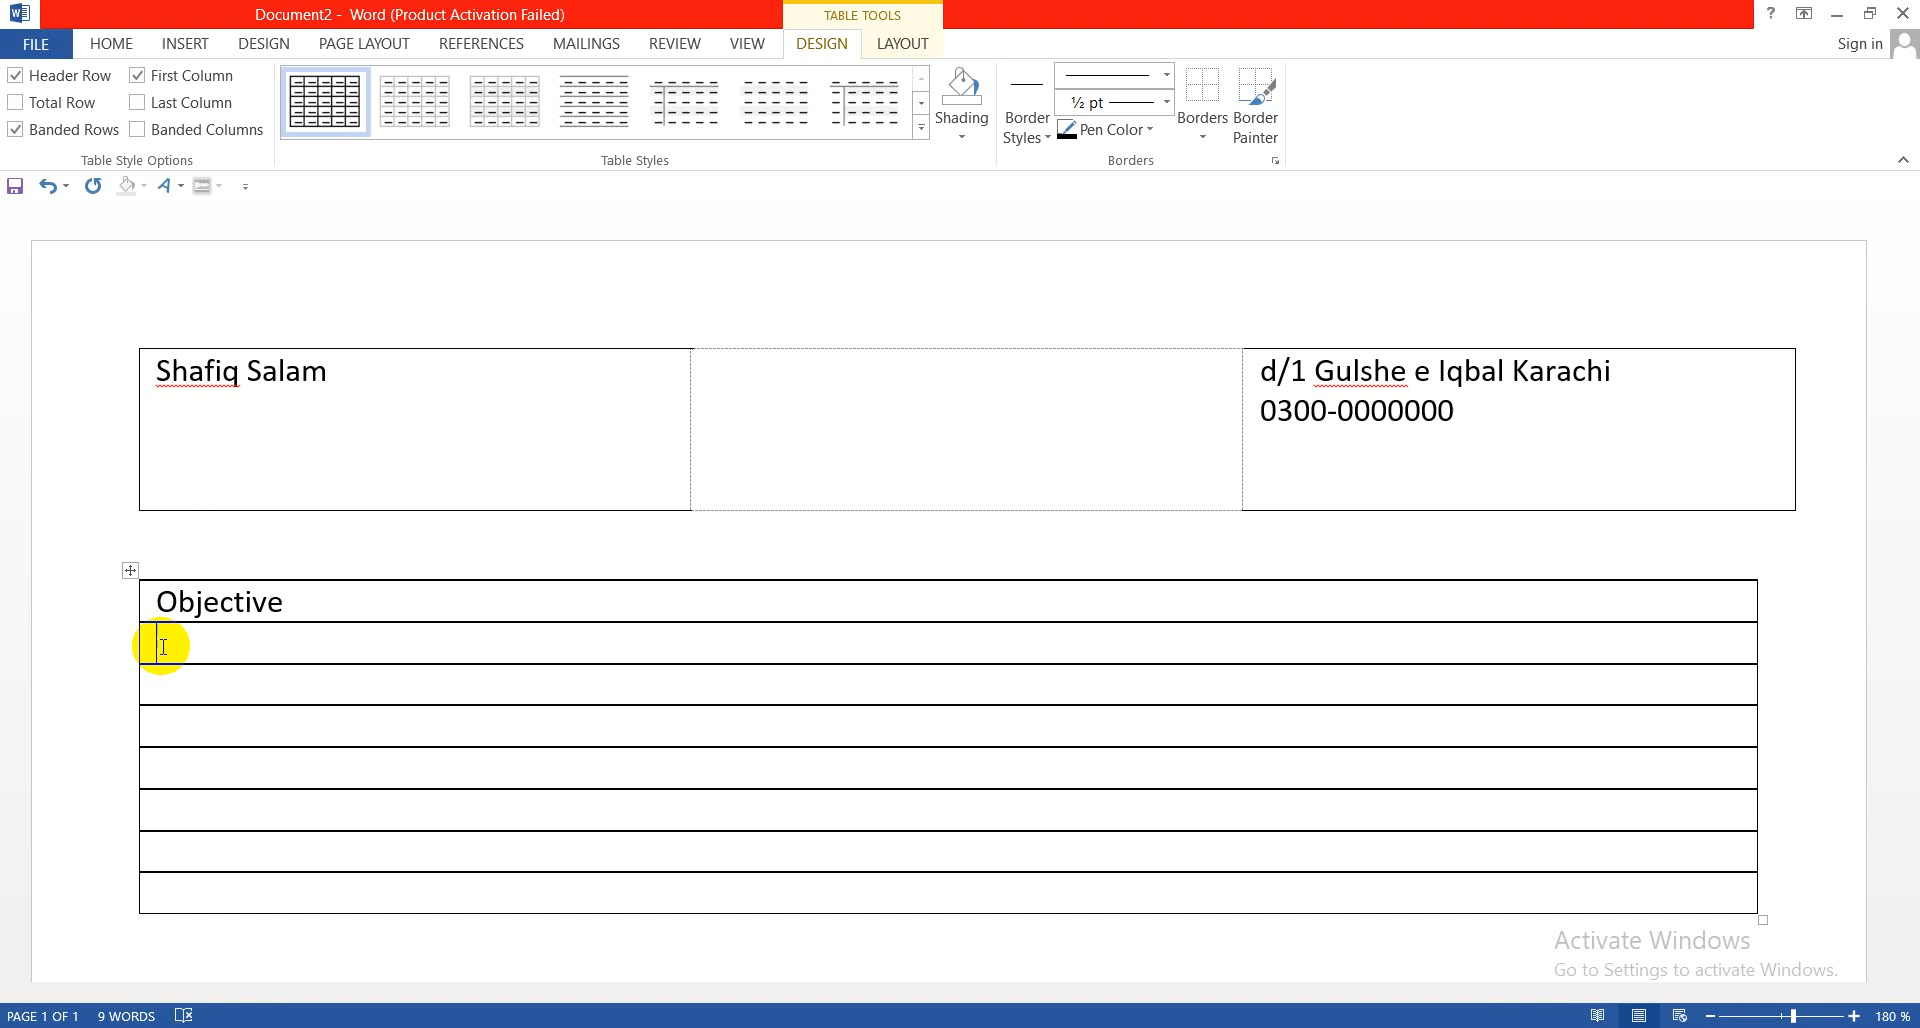 Document2 - Word (Product Activation Failed)
TABLE TOOLS
?
FILE
HOME
INSERT
DESIGN
PAGE LAYOUT
REFERENCES
MAILINGS
REVIEW
VIEW
DESIGN
LAYOUT
Sign in
Header Row
First Column
Total Row
Last Column
Banded Rows
Banded Columns
Table Style Options
Table Styles
Shading
Border
Styles
½ pt
Pen Color
Borders
Border
Painter
Borders
Shafiq Salam
d/1 Gulshe e Iqbal Karachi
0300-0000000
Objective
Activate Windows
Go to Settings to activate Windows.
PAGE 1 OF 1
9 WORDS
180 %